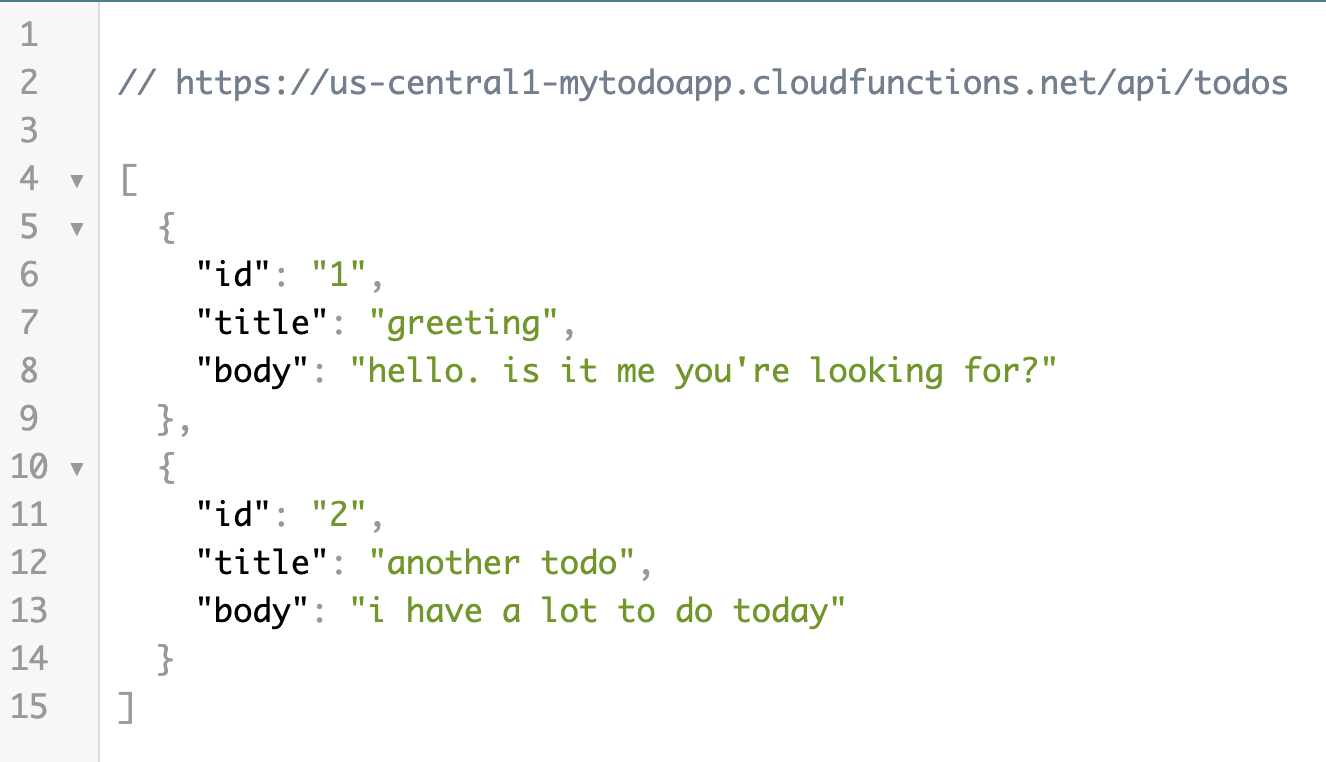 1
2 // https://us-central1-mytodoapp.cloudfunctions.net/api/todos
3
4 ▼ [
5 ▼   {
6     "id": "1",
7     "title": "greeting",
8     "body": "hello. is it me you're looking for?"
9   },
10 ▼   {
11     "id": "2",
12     "title": "another todo",
13     "body": "i have a lot to do today"
14   }
15 ]